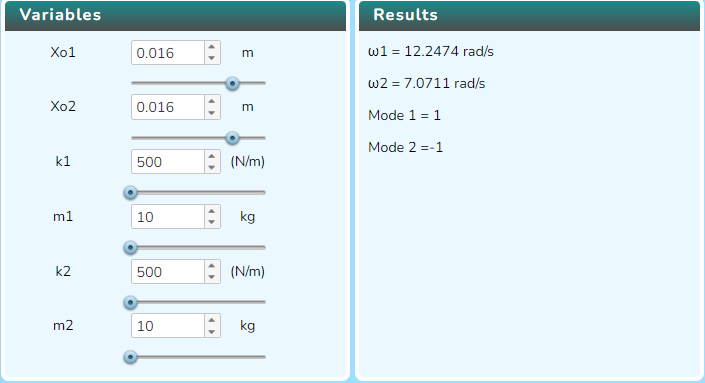 Variables
Xo1 0.016 m
Xo2 0.016 m
k1 500 (N/m)
m1 10 kg
k2 500 (N/m)
m2 10 kg
Results
ω1 = 12.2474 rad/s
ω2 = 7.0711 rad/s
Mode 1 = 1
Mode 2 =-1